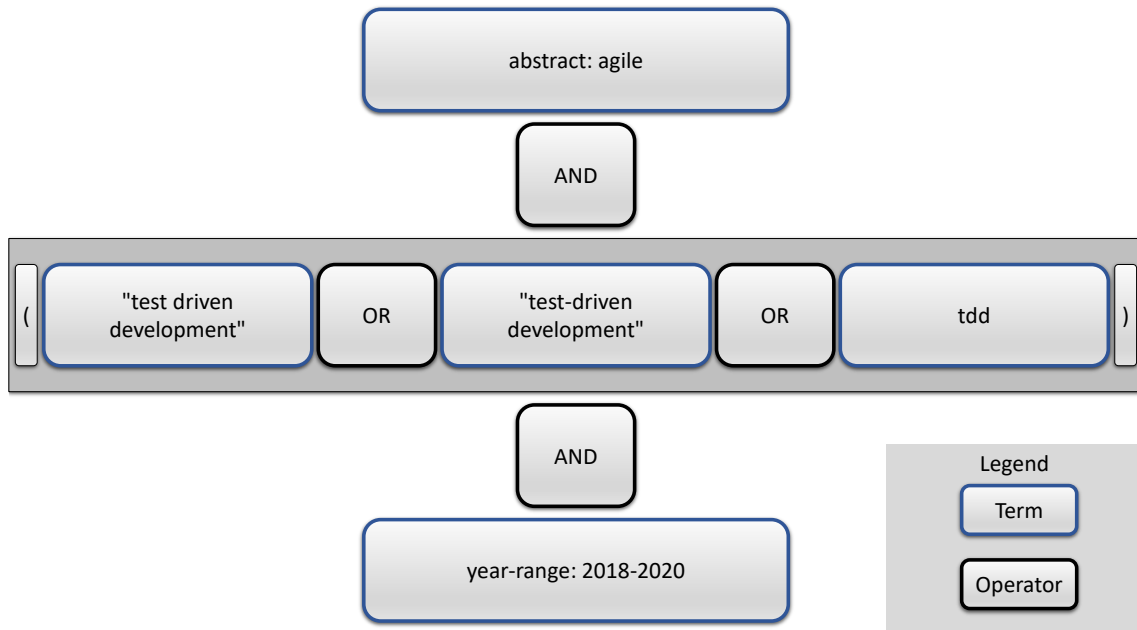 abstract: agile
AND
(
"test driven
development"
OR
"test-driven
development"
OR
tdd
)
AND
year-range: 2018-2020
Legend
Term
Operator